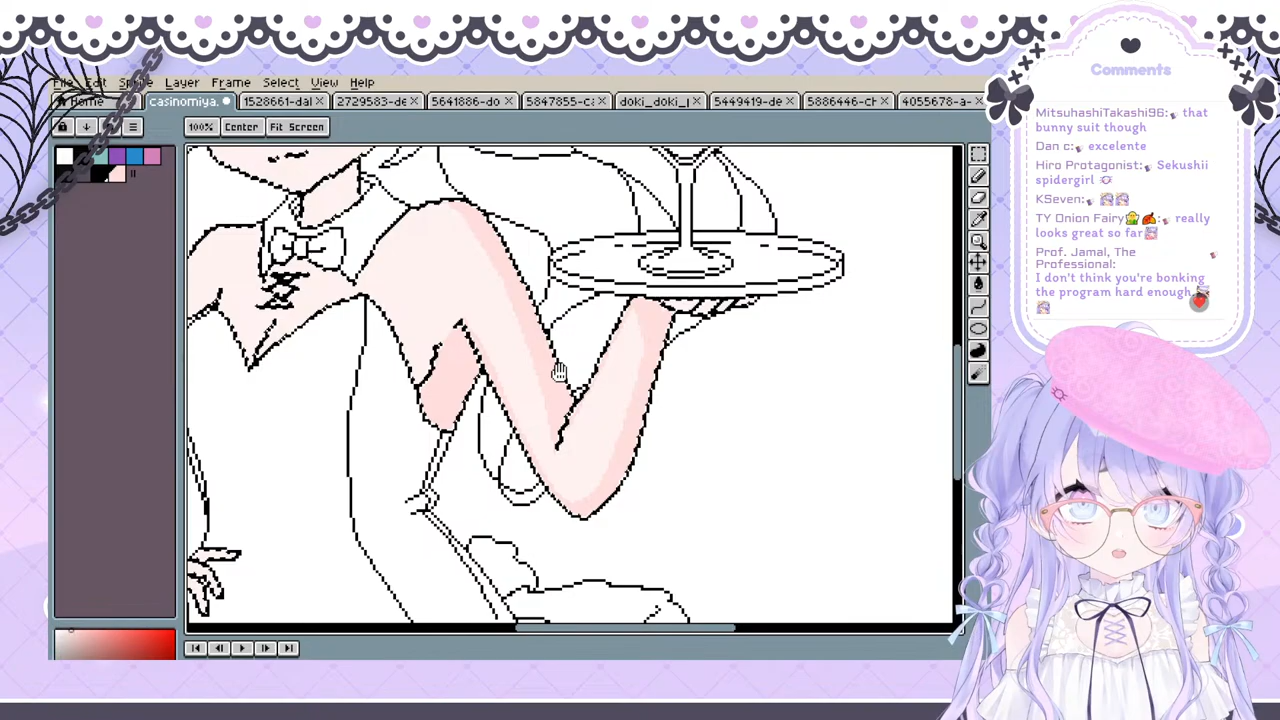 File Edit Sprite Layer Frame Select View Help
Home casinomiya. 1528661-dal 2729583-de 5641886-do 5847855-ca doki_doki_ 5449419-de 5886446-ch 4055678-a-
100% Center Fit Screen
Comments
MitsuhashiTakashi96: that
bunny suit though
Dan c: excelente
Hiro Protagonist: Sekushii
spidergirl
KSeven:
TY Onion Fairy: really
looks great so far
Prof. Jamal, The
Professional:
I don't think you're bonking
the program hard enough